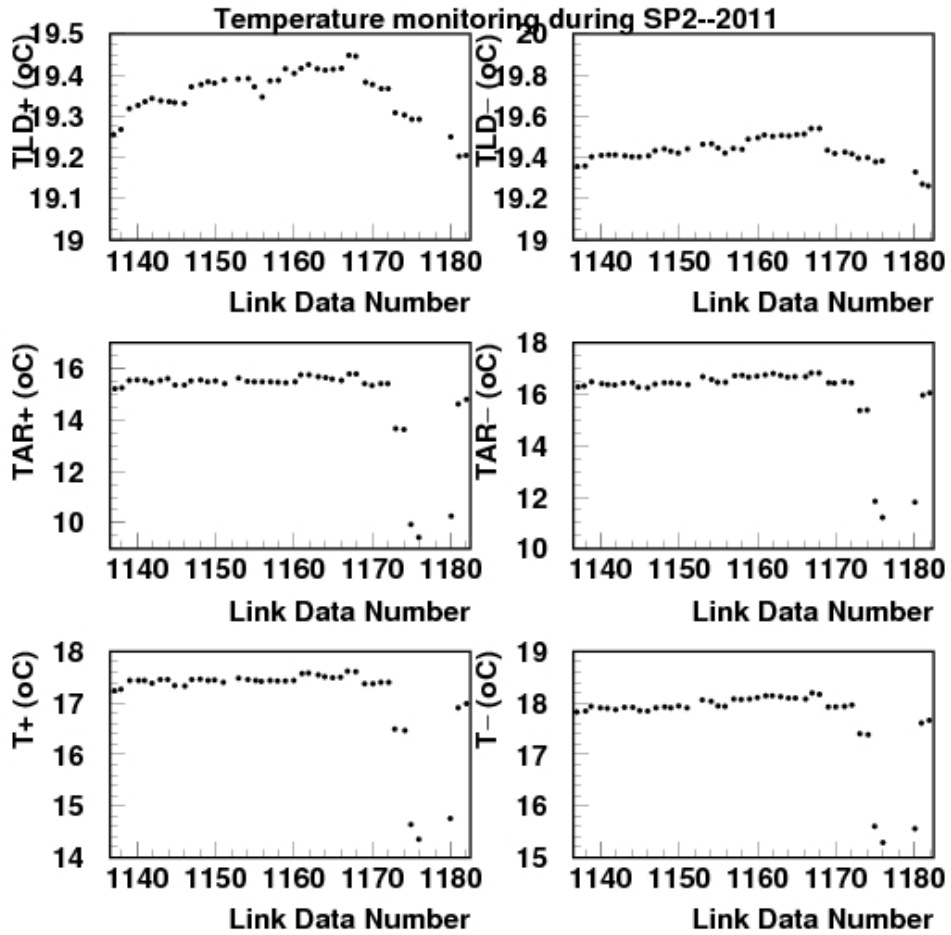 Temperature monitoring during SP2--2011
TLD+ (oC)
19.5
19.4
19.3
19.2
19.1
19
1140 1150 1160 1170 1180
Link Data Number
TLD− (oC)
20
19.8
19.6
19.4
19.2
19
1140 1150 1160 1170 1180
Link Data Number
TAR+ (oC)
16
14
12
10
1140 1150 1160 1170 1180
Link Data Number
TAR− (oC)
18
16
14
12
10
1140 1150 1160 1170 1180
Link Data Number
T+ (oC)
18
17
16
15
14
1140 1150 1160 1170 1180
Link Data Number
T− (oC)
19
18
17
16
15
1140 1150 1160 1170 1180
Link Data Number